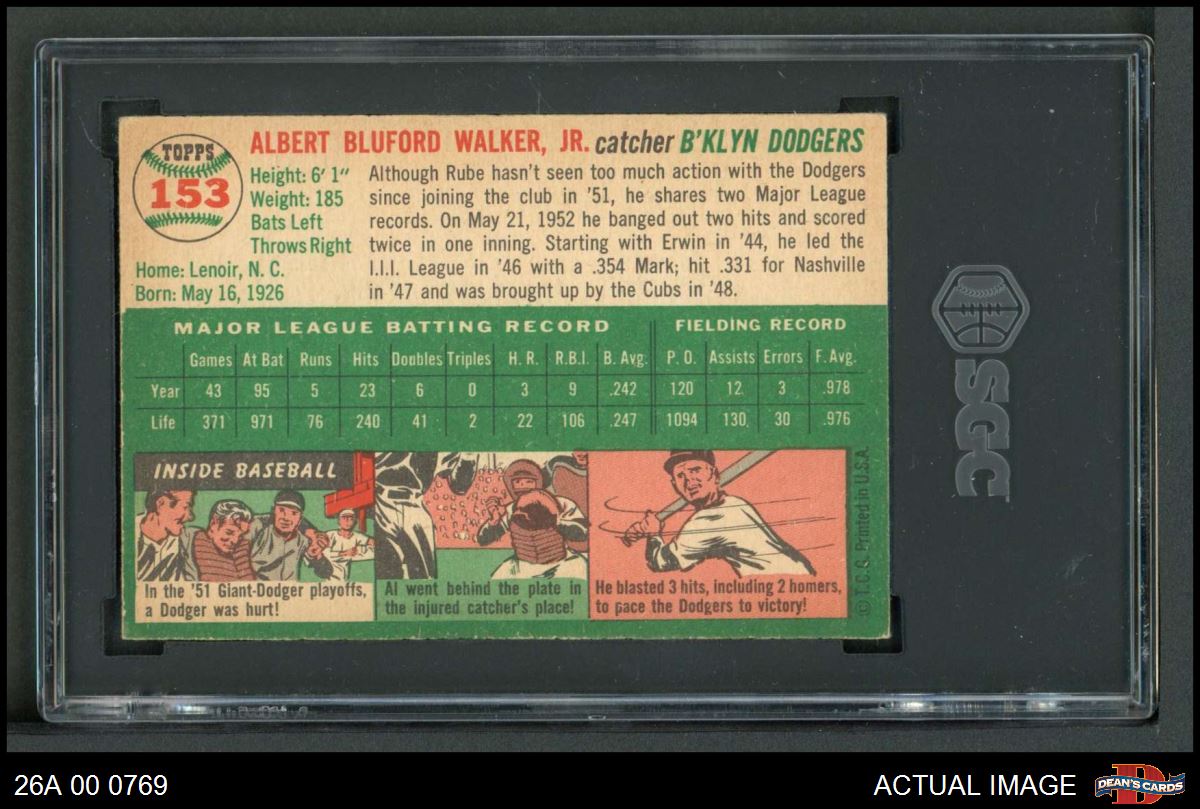 TOPPS
153
ALBERT BLUFORD WALKER, JR. catcher B'KLYN DODGERS
Height: 6' 1"
Weight: 185
Bats Left
Throws Right
Home: Lenoir, N. C.
Born: May 16, 1926
Although Rube hasn't seen too much action with the Dodgers
since joining the club in '51, he shares two Major League
records. On May 21, 1952 he banged out two hits and scored
twice in one inning. Starting with Erwin in '44, he led the
I.I.I. League in '46 with a .354 Mark; hit .331 for Nashville
in '47 and was brought up by the Cubs in '48.
MAJOR LEAGUE BATTING RECORD FIELDING RECORD
Games At Bat Runs Hits Doubles Triples H. R. R.B.I. B. Avg. P. O. Assists Errors F. Avg.
Year 43 95 5 23 6 0 3 9 .242 120 12 3 .978
Life 371 971 76 240 41 2 22 106 .247 1094 130 30 .976
INSIDE BASEBALL
In the '51 Giant-Dodger playoffs,
a Dodger was hurt!
Al went behind the plate in
the injured catcher's place!
He blasted 3 hits, including 2 homers,
to pace the Dodgers to victory!
© T.C.G. Printed in U.S.A.
SGC
26A 00 0769
ACTUAL IMAGE
D
DEAN'S CARDS